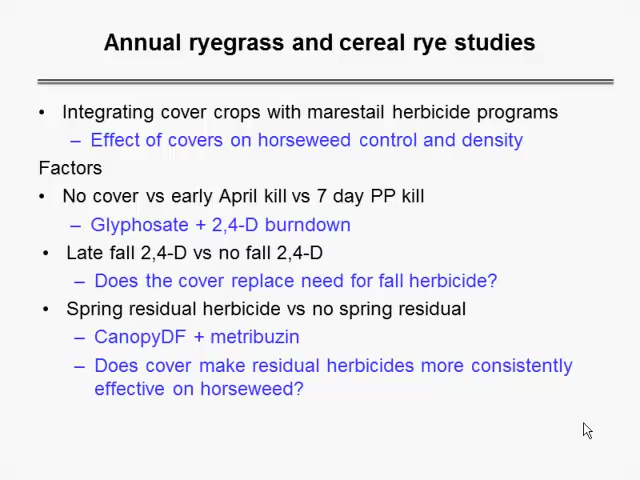 Annual ryegrass and cereal rye studies
• Integrating cover crops with marestail herbicide programs
– Effect of covers on horseweed control and density
Factors
• No cover vs early April kill vs 7 day PP kill
– Glyphosate + 2,4-D burndown
• Late fall 2,4-D vs no fall 2,4-D
– Does the cover replace need for fall herbicide?
• Spring residual herbicide vs no spring residual
– CanopyDF + metribuzin
– Does cover make residual herbicides more consistently
effective on horseweed?